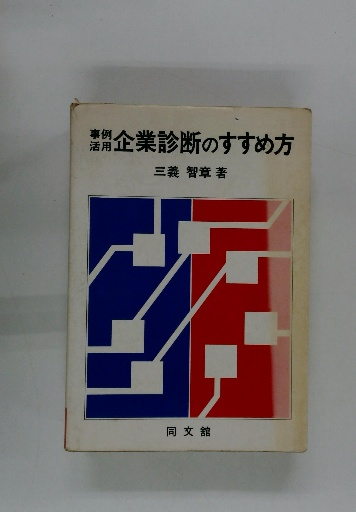 事例
活用 企業診断のすすめ方
三義 智章 著
同文舘